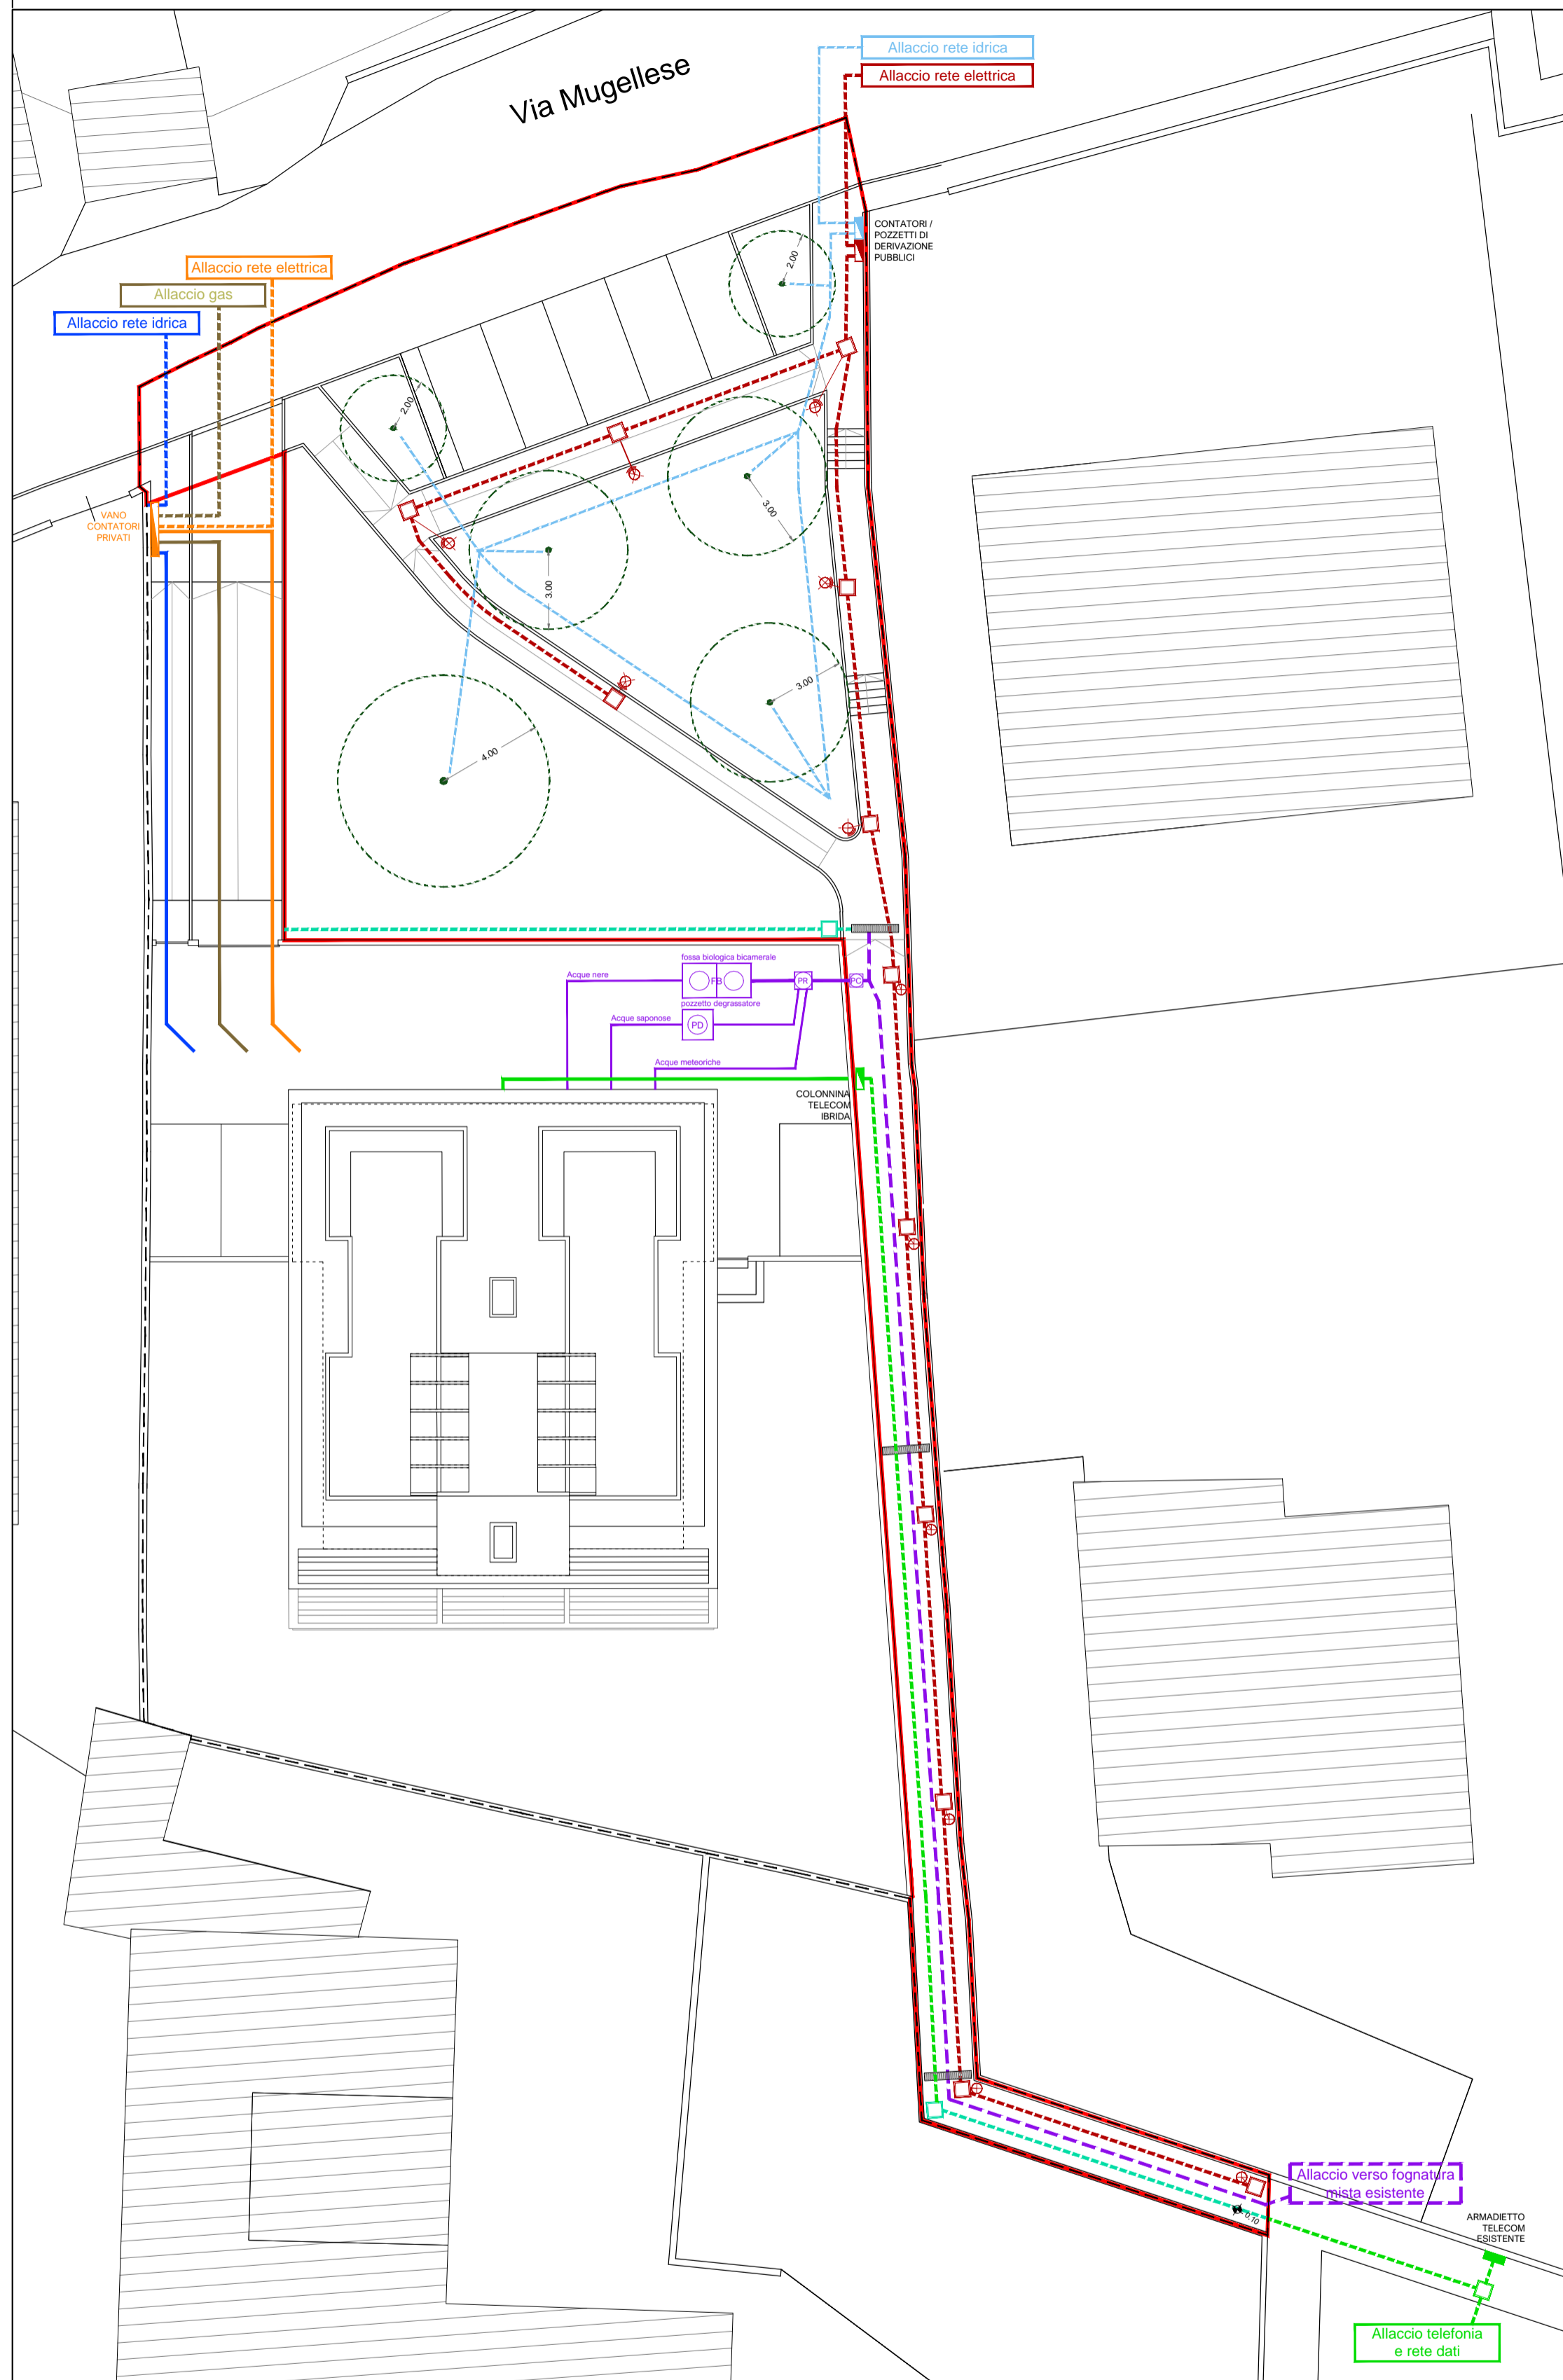 Allaccio rete idrica
Allaccio rete elettrica
Via Mugellese
CONTATORI /
POZZETTI DI
DERIVAZIONE
PUBBLICI
2.00
Allaccio rete elettrica
Allaccio gas
Allaccio rete idrica
2.00
3.00
VANO
CONTATORI
PRIVATI
3.00
3.00
4.00
fossa biologica bicamerale
Acque nere
FB
PR
PC
pozzetto degrassatore
Acque saponose
PD
Acque meteoriche
COLONNINA
TELECOM
IBRIDA
Allaccio verso fognatura
mista esistente
0.10
ARMADIETTO
TELECOM
ESISTENTE
Allaccio telefonia
e rete dati